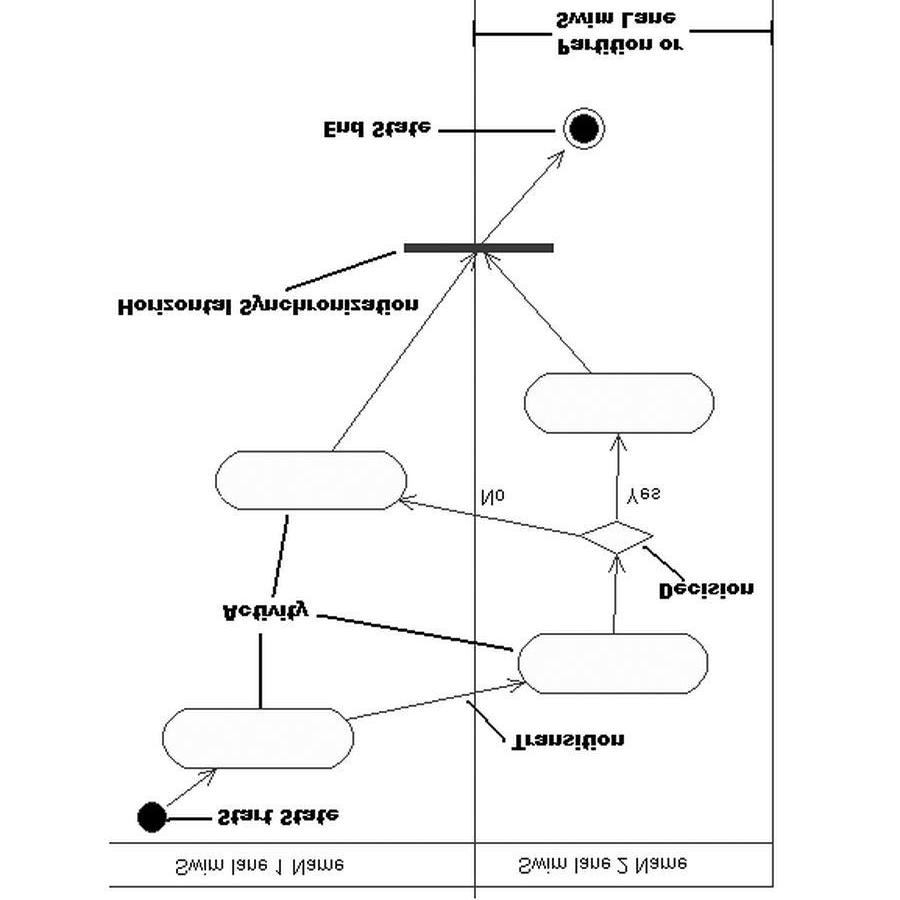 Swim lane 1 Name
Swim lane 2 Name
Start State
Transition
Activity
Decision
No
Yes
Horizontal Synchronization
End State
Partition or
Swim Lane